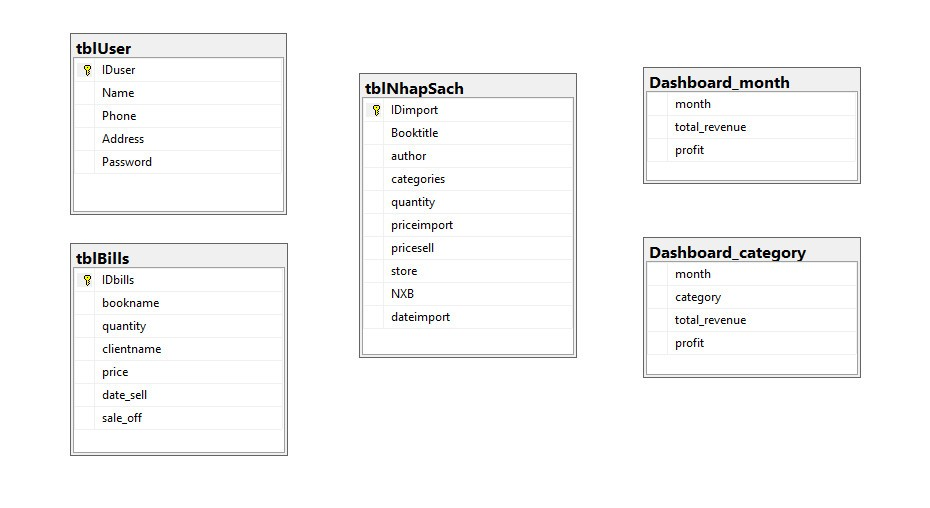 tblUser
IDuser
Name
Phone
Address
Password
tblBills
IDbills
bookname
quantity
clientname
price
date_sell
sale_off
tblNhapSach
IDimport
Booktitle
author
categories
quantity
priceimport
pricesell
store
NXB
dateimport
Dashboard_month
month
total_revenue
profit
Dashboard_category
month
category
total_revenue
profit